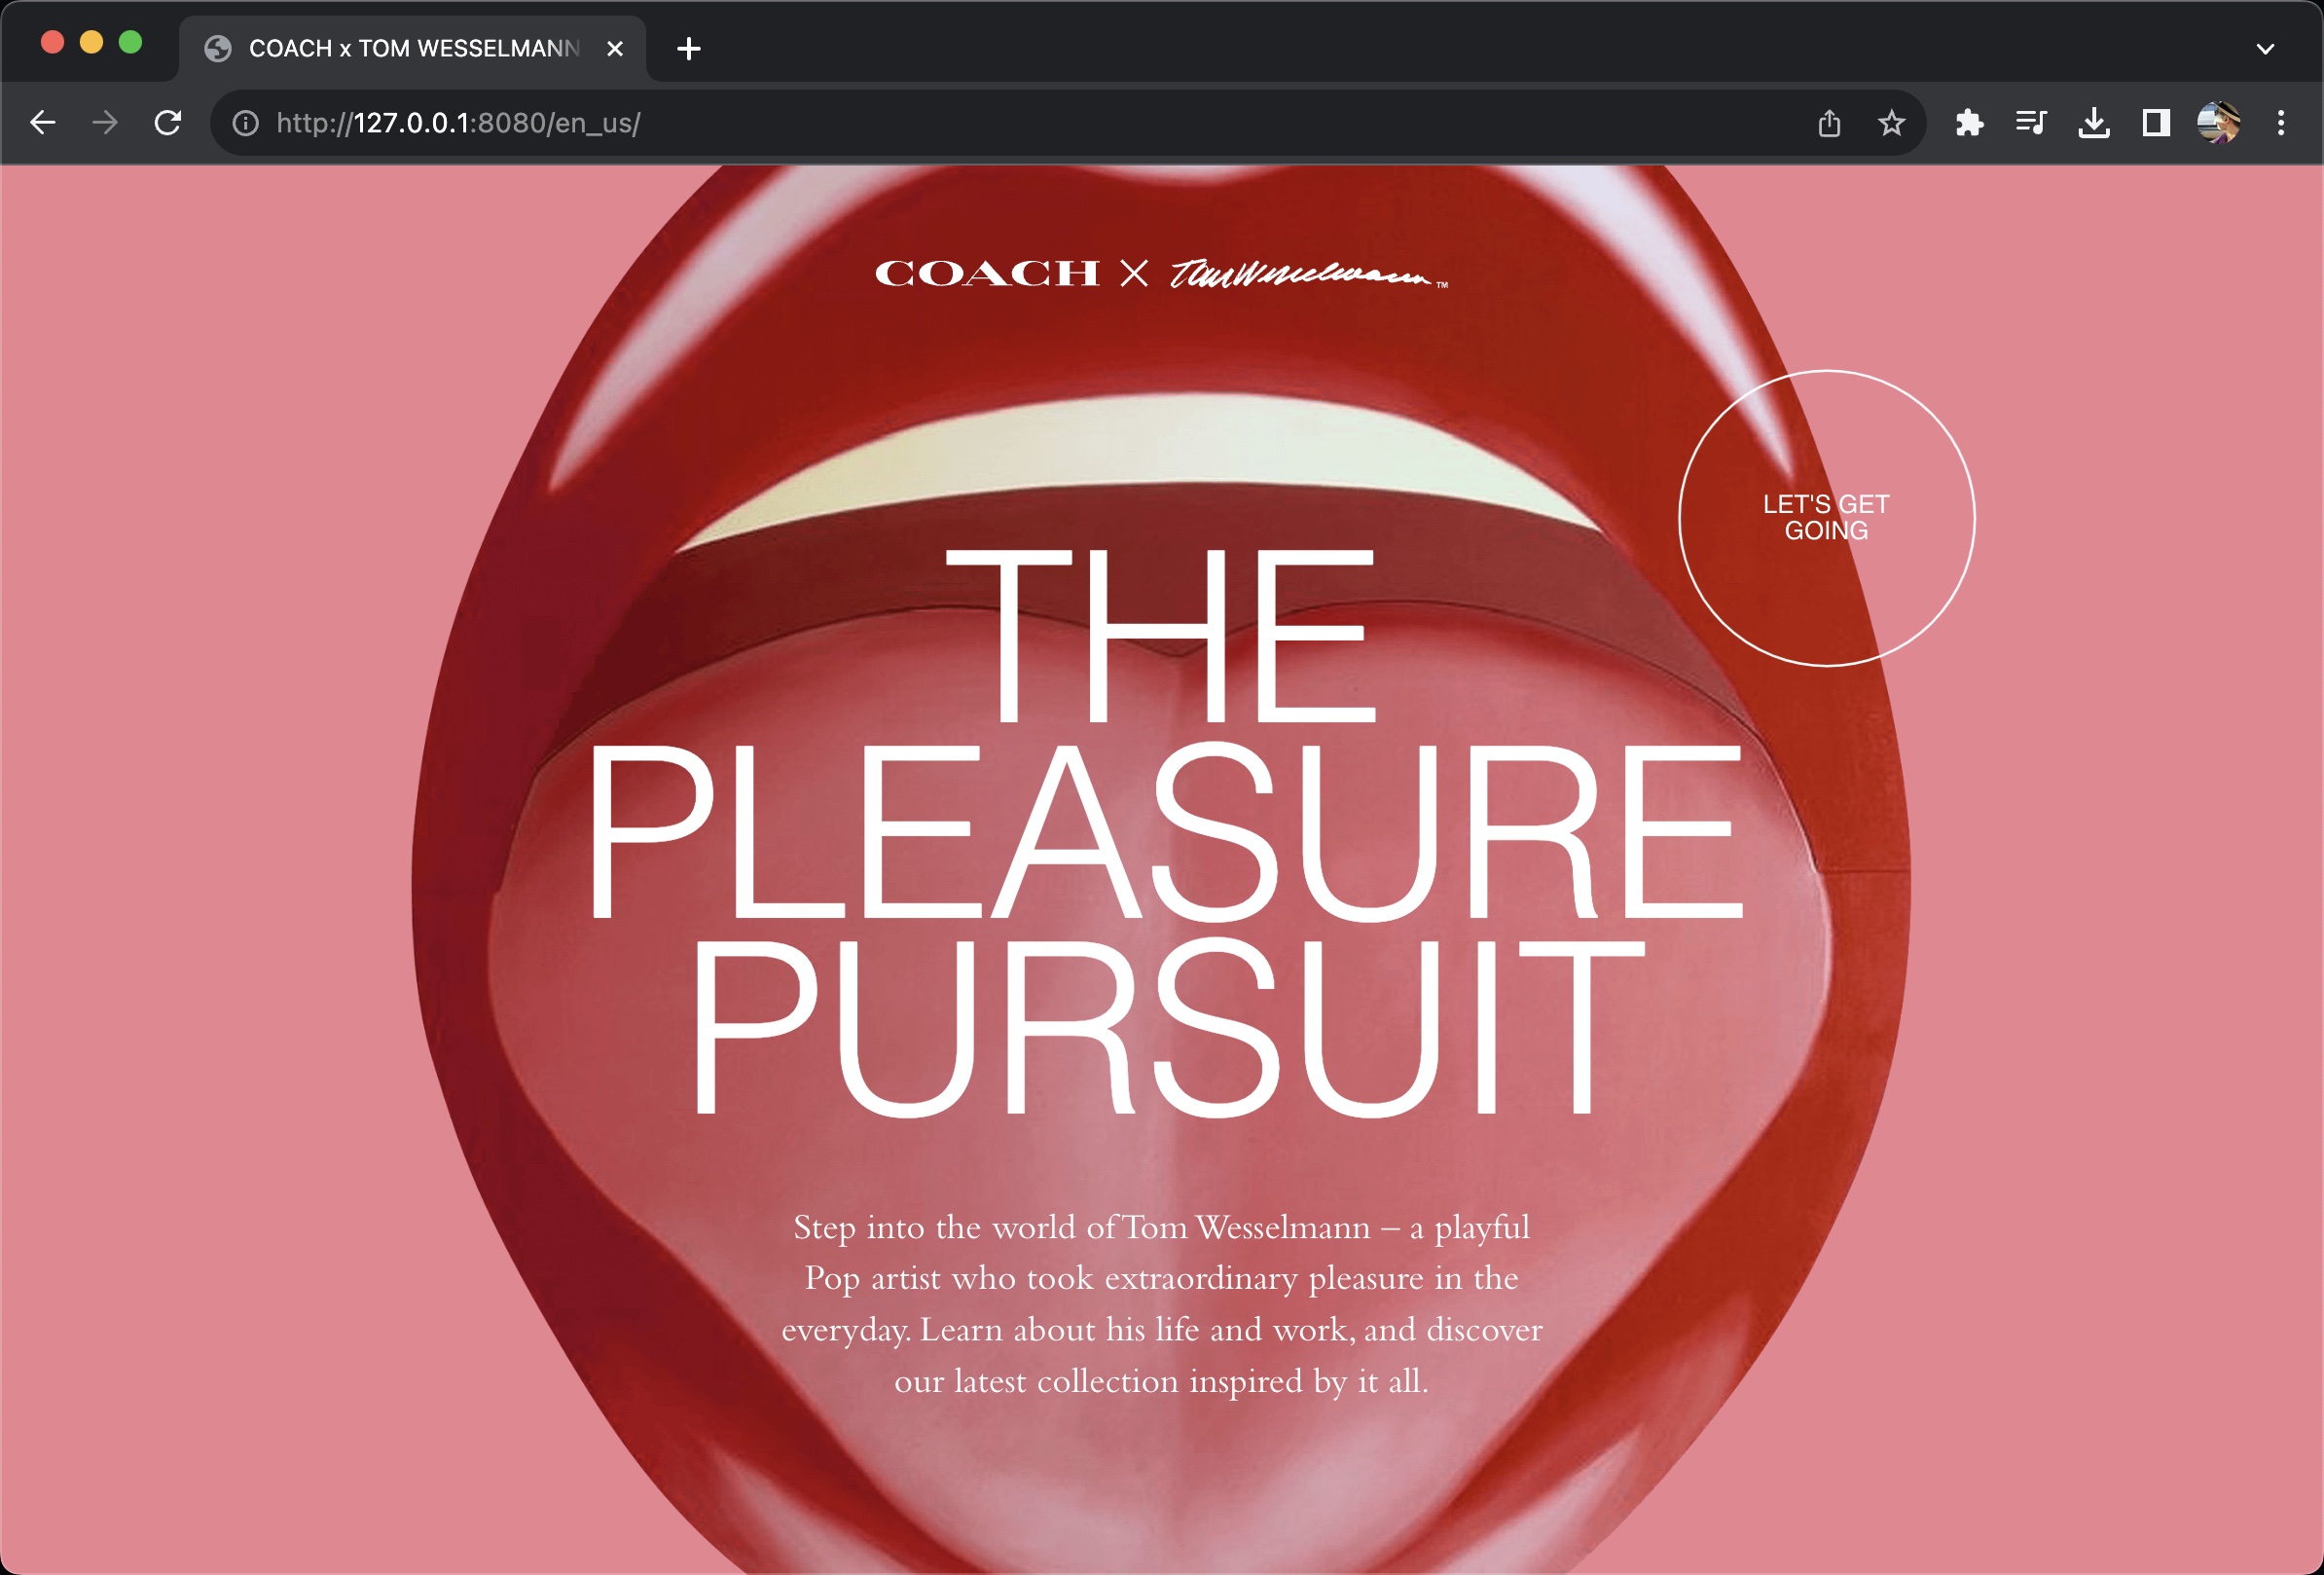 COACH x TOM WESSELMANN
http://127.0.0.1:8080/en_us/
COACH X Tom Wesselmann ™
LET'S GET
GOING
THE
PLEASURE
PURSUIT
Step into the world of Tom Wesselmann – a playful
Pop artist who took extraordinary pleasure in the
everyday. Learn about his life and work, and discover
our latest collection inspired by it all.